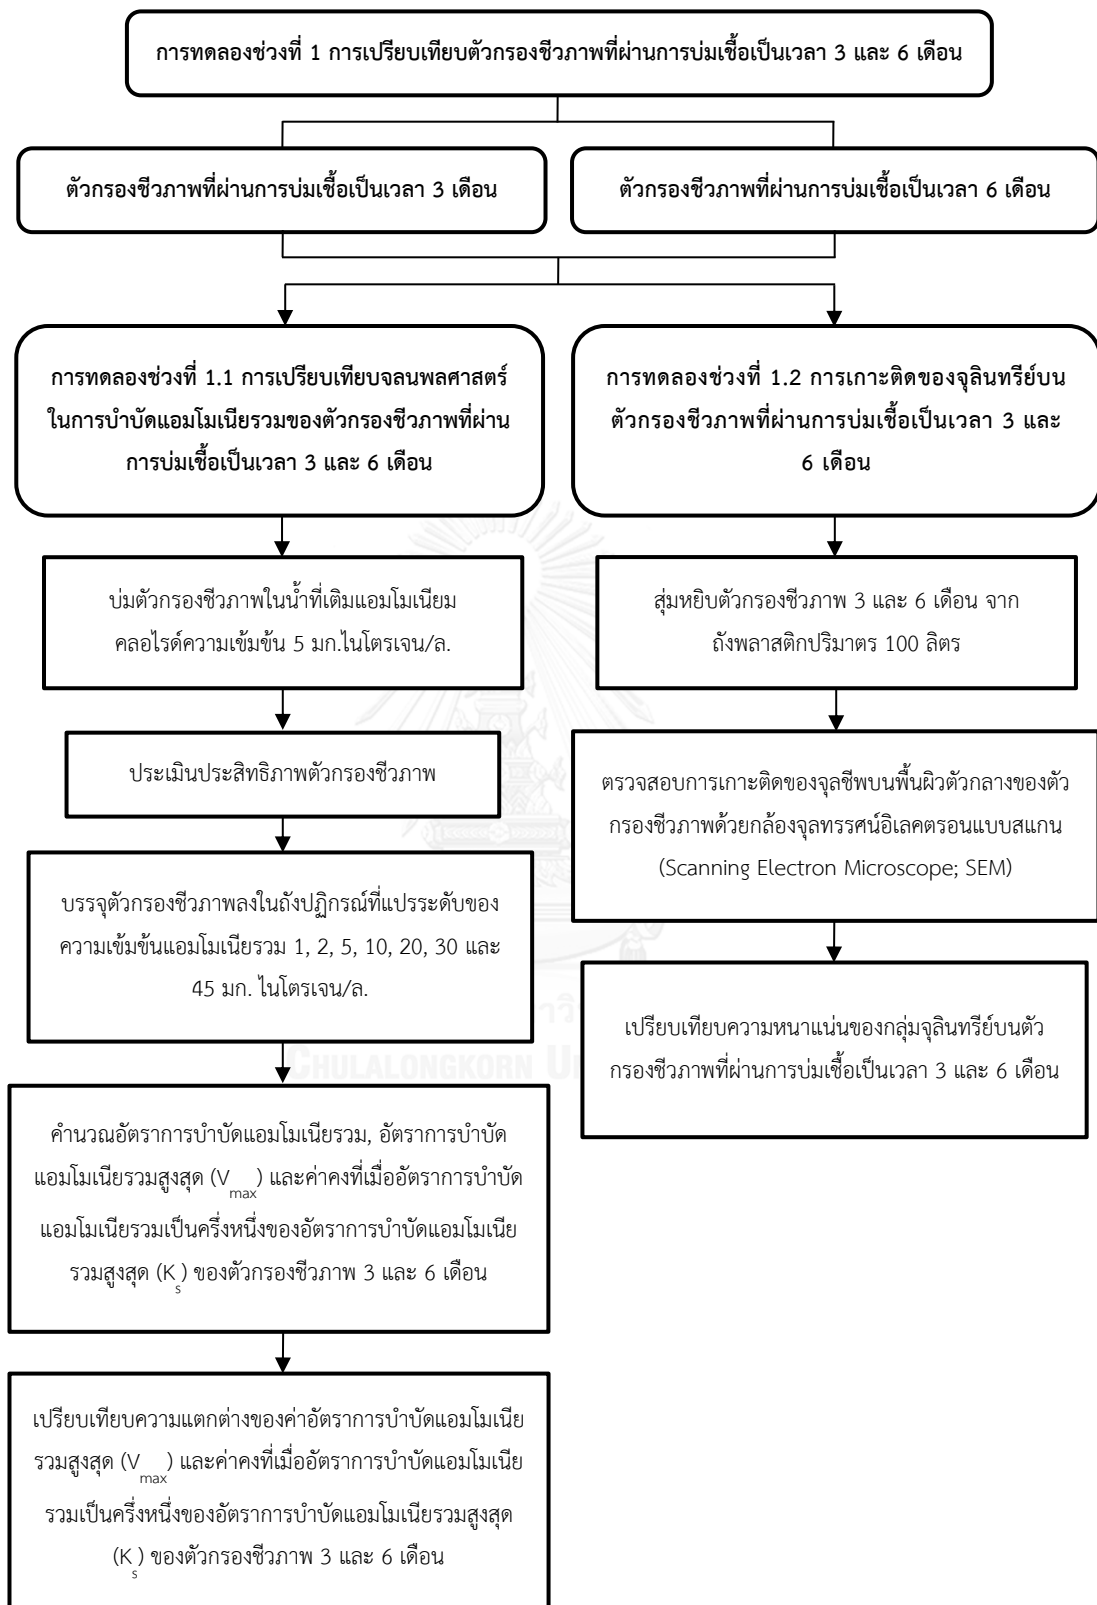 การทดลองช่วงที่ 1 การเปรียบเทียบตัวกรองชีวภาพที่ผ่านการบ่มเชื้อเป็นเวลา 3 และ 6 เดือน
ตัวกรองชีวภาพที่ผ่านการบ่มเชื้อเป็นเวลา 3 เดือน
ตัวกรองชีวภาพที่ผ่านการบ่มเชื้อเป็นเวลา 6 เดือน
การทดลองช่วงที่ 1.1 การเปรียบเทียบจลนพลศาสตร์
ในการบำบัดแอมโมเนียรวมของตัวกรองชีวภาพที่ผ่าน
การบ่มเชื้อเป็นเวลา 3 และ 6 เดือน
การทดลองช่วงที่ 1.2 การเกาะติดของจุลินทรีย์บน
ตัวกรองชีวภาพที่ผ่านการบ่มเชื้อเป็นเวลา 3 และ
6 เดือน
บ่มตัวกรองชีวภาพในน้ำที่เติมแอมโมเนียม
คลอไรด์ความเข้มข้น 5 มก.ไนโตรเจน/ล.
ประเมินประสิทธิภาพตัวกรองชีวภาพ
บรรจุตัวกรองชีวภาพลงในถังปฏิกรณ์ที่แปรระดับของ
ความเข้มข้นแอมโมเนียรวม 1, 2, 5, 10, 20, 30 และ
45 มก. ไนโตรเจน/ล.
คำนวณอัตราการบำบัดแอมโมเนียรวม, อัตราการบำบัด
แอมโมเนียรวมสูงสุด (Vmax) และค่าคงที่เมื่ออัตราการบำบัด
แอมโมเนียรวมเป็นครึ่งหนึ่งของอัตราการบำบัดแอมโมเนีย
รวมสูงสุด (Ks) ของตัวกรองชีวภาพ 3 และ 6 เดือน
เปรียบเทียบความแตกต่างของค่าอัตราการบำบัดแอมโมเนีย
รวมสูงสุด (Vmax) และค่าคงที่เมื่ออัตราการบำบัดแอมโมเนีย
รวมเป็นครึ่งหนึ่งของอัตราการบำบัดแอมโมเนียรวมสูงสุด
(Ks) ของตัวกรองชีวภาพ 3 และ 6 เดือน
สุ่มหยิบตัวกรองชีวภาพ 3 และ 6 เดือน จาก
ถังพลาสติกปริมาตร 100 ลิตร
ตรวจสอบการเกาะติดของจุลชีพบนพื้นผิวตัวกลางของตัว
กรองชีวภาพด้วยกล้องจุลทรรศน์อิเลคตรอนแบบสแกน
(Scanning Electron Microscope; SEM)
เปรียบเทียบความหนาแน่นของกลุ่มจุลินทรีย์บนตัว
กรองชีวภาพที่ผ่านการบ่มเชื้อเป็นเวลา 3 และ 6 เดือน
CHULALONGKORN U